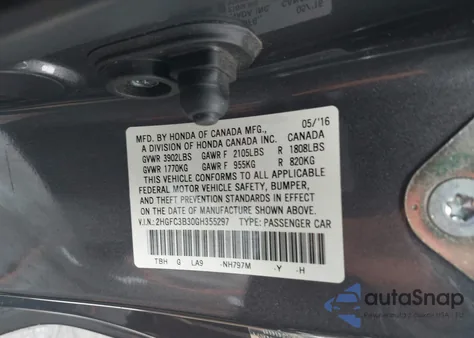 05/'16
MFD. BY HONDA OF CANADA MFG.,
A DIVISION OF HONDA CANADA INC. CANADA
GVWR 3902LBS GAWR F 2105LBS R 1808LBS
GVWR 1770KG GAWR F 955KG R 820KG
THIS VEHICLE CONFORMS TO ALL APPLICABLE
FEDERAL MOTOR VEHICLE SAFETY, BUMPER,
AND THEFT PREVENTION STANDARDS IN EFFECT
ON THE DATE OF MANUFACTURE SHOWN ABOVE.
V.I.N.: 2HGFC3B30GH355297 TYPE: PASSENGER CAR
TBH G LA9 -NH797M -Y -H
autoSnap